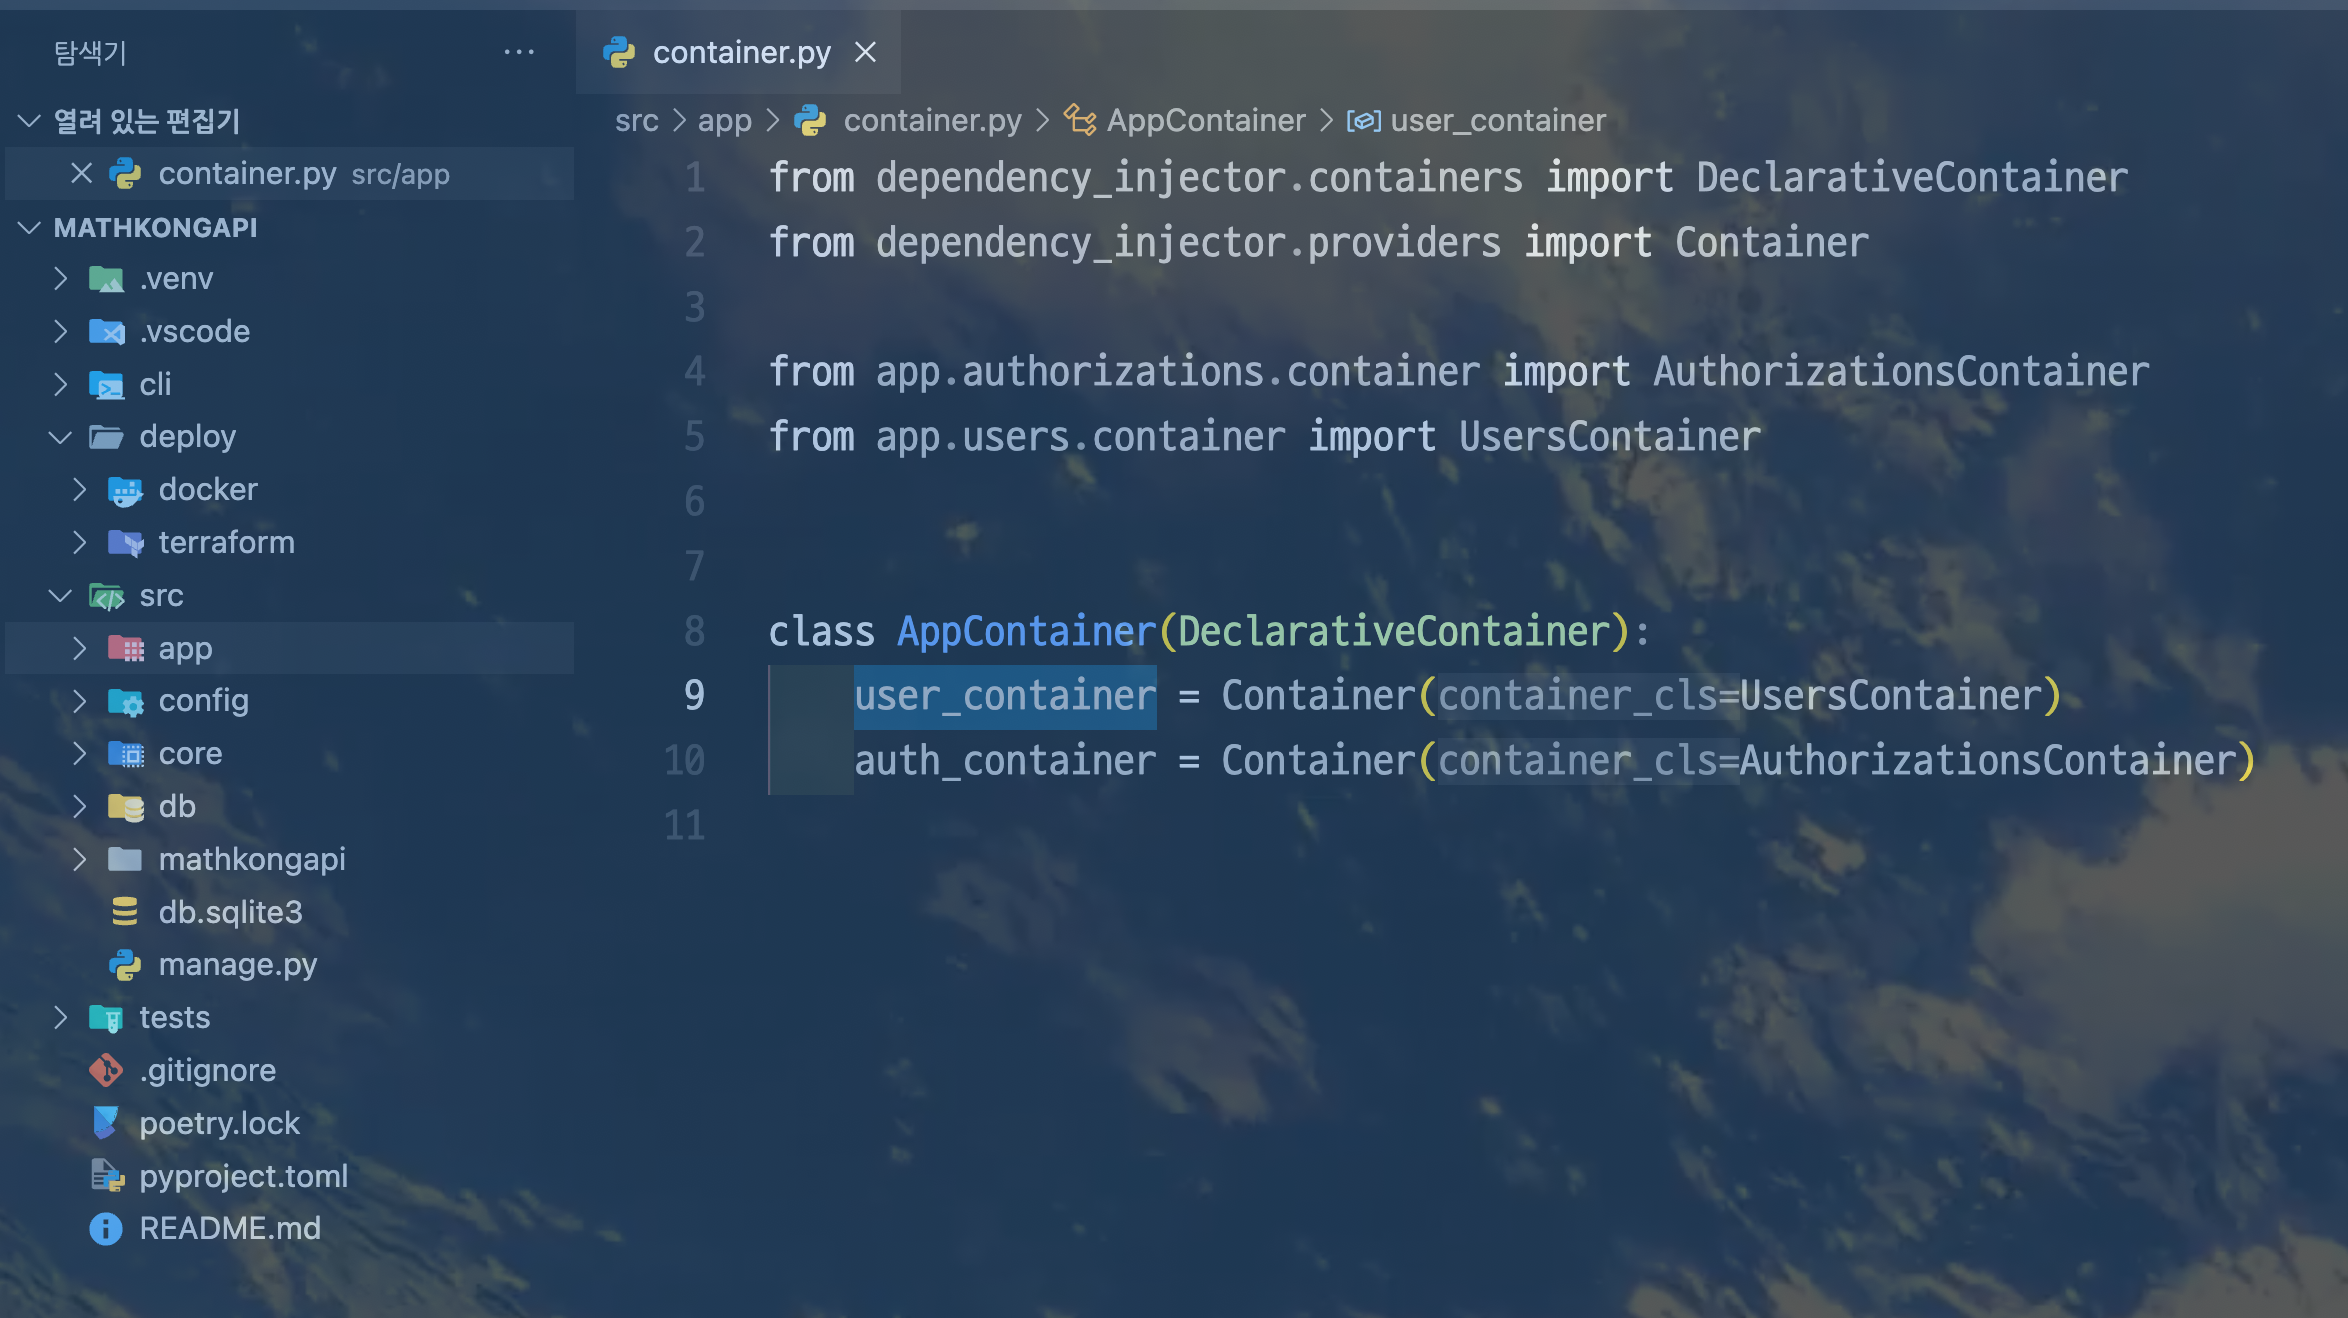 탐색기
열려 있는 편집기
container.py src/app
MATHKONGAPI
.venv
.vscode
cli
deploy
docker
terraform
src
app
config
core
db
mathkongapi
db.sqlite3
manage.py
tests
.gitignore
poetry.lock
pyproject.toml
README.md
container.py
src > app > container.py > AppContainer > user_container
1 from dependency_injector.containers import DeclarativeContainer
2 from dependency_injector.providers import Container
3
4 from app.authorizations.container import AuthorizationsContainer
5 from app.users.container import UsersContainer
6
7
8 class AppContainer(DeclarativeContainer):
9     user_container = Container(container_cls=UsersContainer)
10     auth_container = Container(container_cls=AuthorizationsContainer)
11